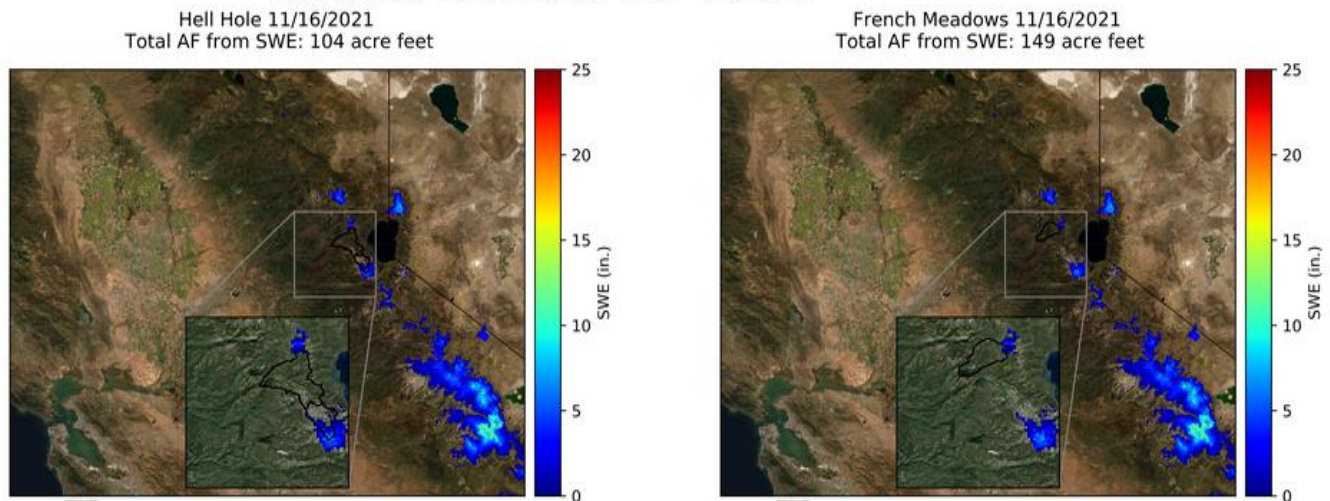 Hell Hole 11/16/2021
Total AF from SWE: 104 acre feet
25
20
15
10
5
0
SWE (in.)
French Meadows 11/16/2021
Total AF from SWE: 149 acre feet
25
20
15
10
5
0
SWE (in.)